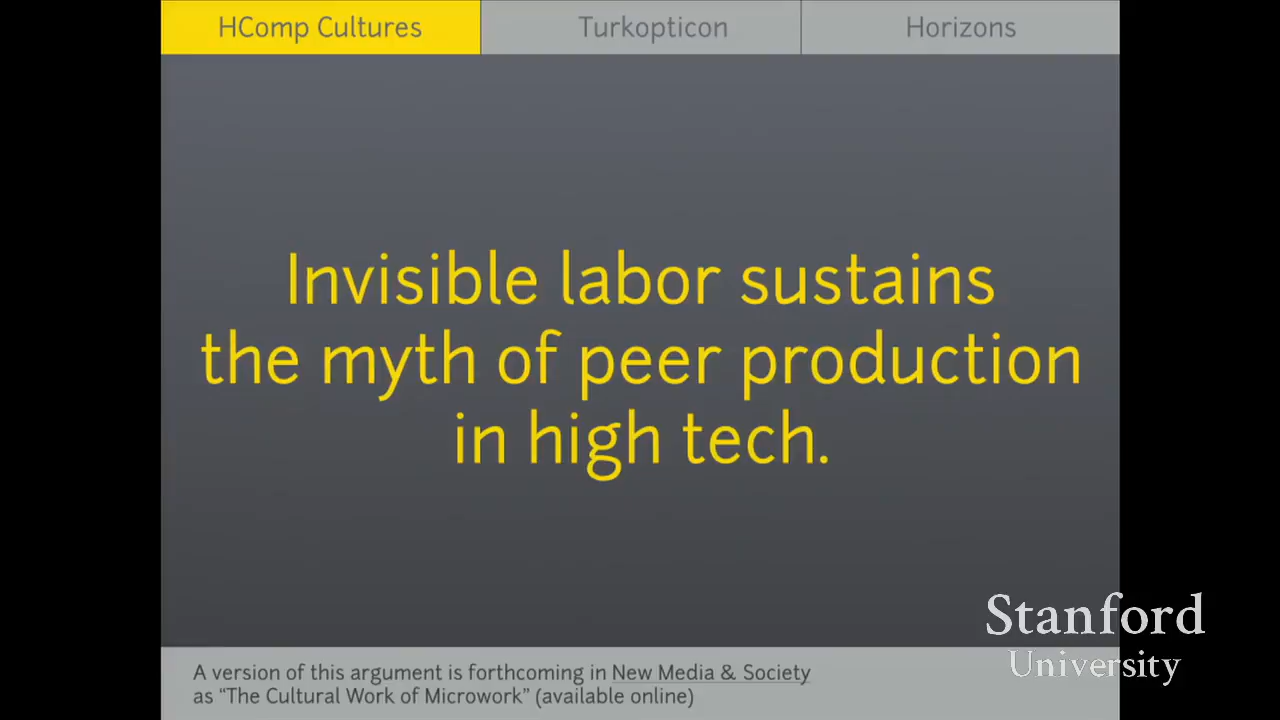 HComp Cultures
Turkopticon
Horizons
Invisible labor sustains
the myth of peer production
in high tech.
Stanford
University
A version of this argument is forthcoming in New Media & Society
as “The Cultural Work of Microwork” (available online)